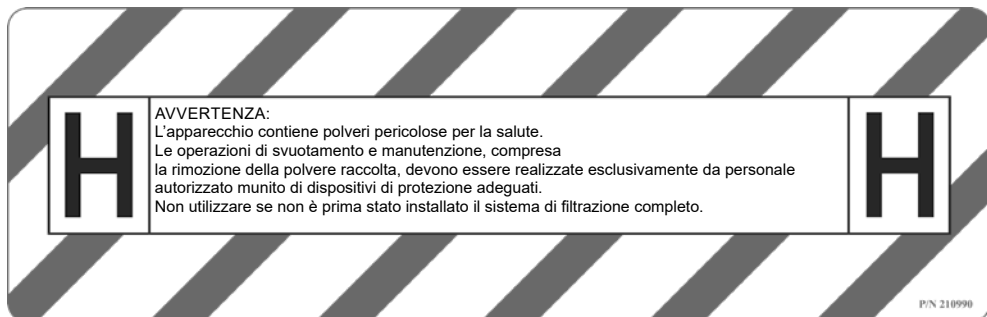 H
AVVERTENZA:
L'apparecchio contiene polveri pericolose per la salute.
Le operazioni di svuotamento e manutenzione, compresa
la rimozione della polvere raccolta, devono essere realizzate esclusivamente da personale
autorizzato munito di dispositivi di protezione adeguati.
Non utilizzare se non è prima stato installato il sistema di filtrazione completo.
H
P/N 210990